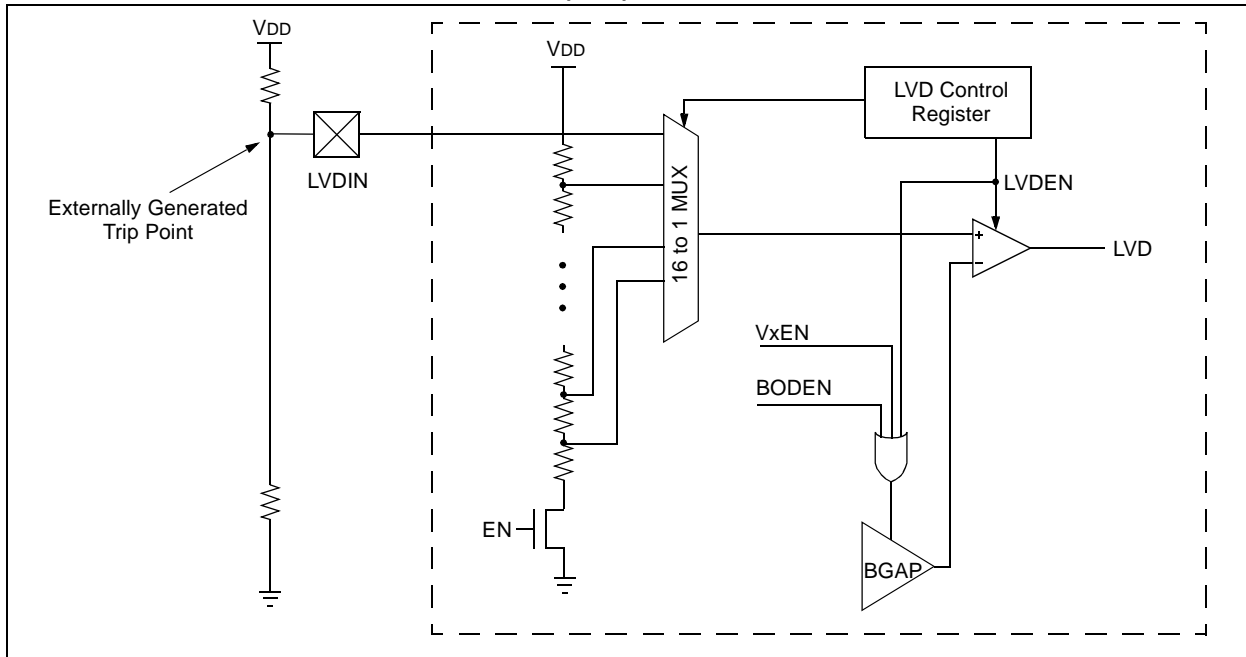 VDD
VDD
LVD Control
Register
LVDIN
Externally Generated
Trip Point
16 to 1 MUX
LVDEN
+
–
LVD
VxEN
BODEN
EN
BGAP